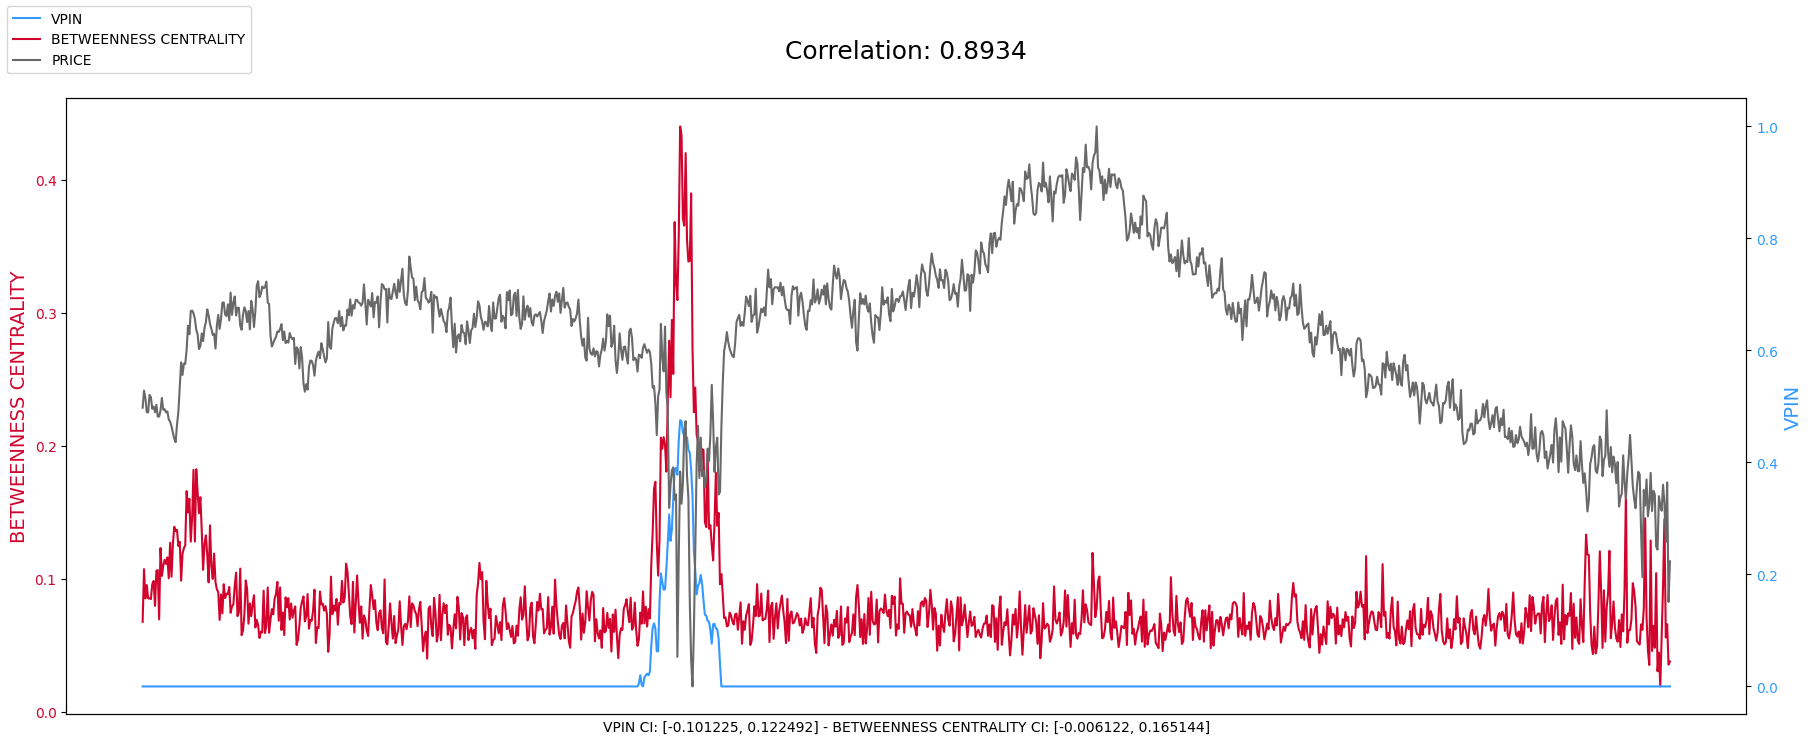 VPIN
BETWEENNESS CENTRALITY
PRICE
Correlation: 0.8934
BETWEENNESS CENTRALITY
0.4
0.3
0.2
0.1
0.0
1.0
0.8
0.6
0.4
0.2
0.0
VPIN
VPIN CI: [-0.101225, 0.122492] - BETWEENNESS CENTRALITY CI: [-0.006122, 0.165144]